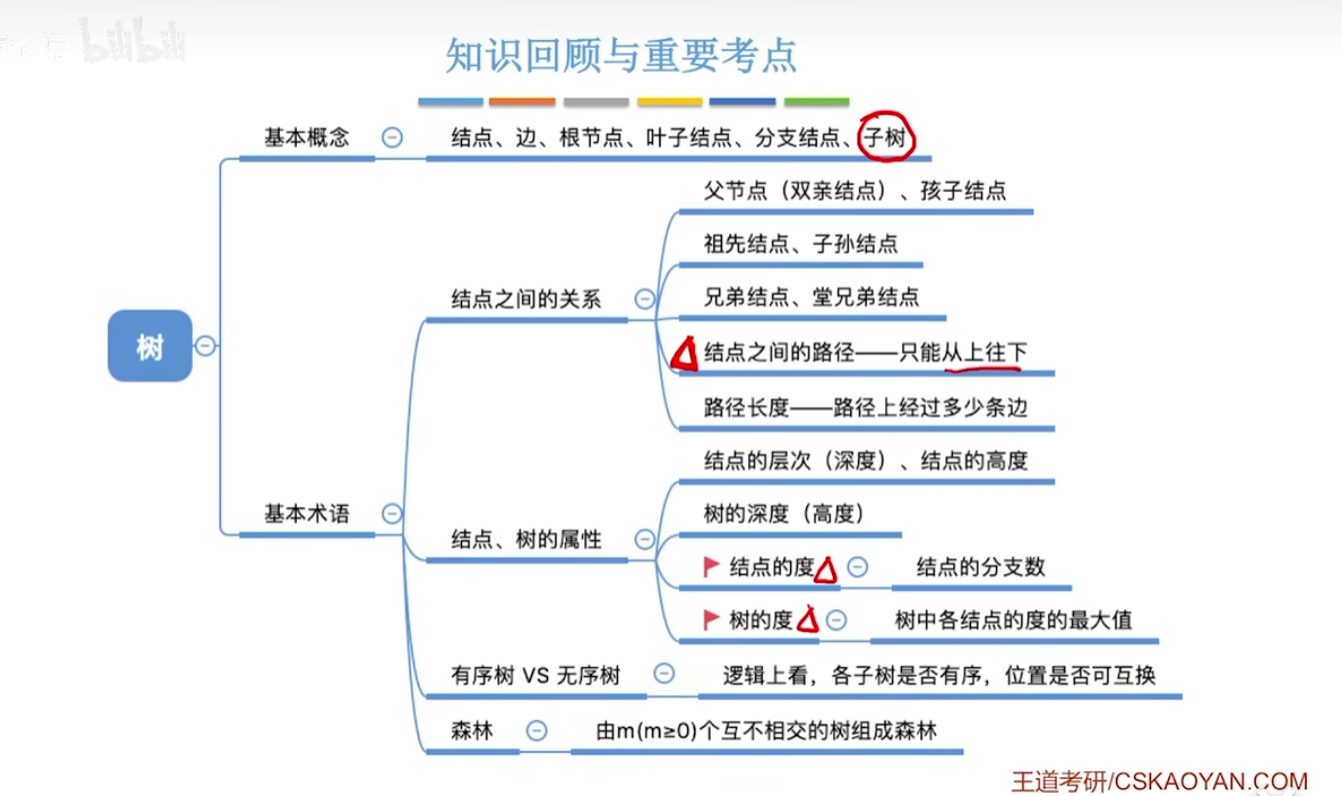 bilibili
知识回顾与重要考点
基本概念
结点、边、根节点、叶子结点、分支结点、子树
父节点（双亲结点）、孩子结点
祖先结点、子孙结点
结点之间的关系
兄弟结点、堂兄弟结点
树
结点之间的路径——只能从上往下
路径长度——路径上经过多少条边
结点的层次（深度）、结点的高度
基本术语
树的深度（高度）
结点、树的属性
结点的度
结点的分支数
树的度
树中各结点的度的最大值
有序树 VS 无序树
逻辑上看，各子树是否有序，位置是否可互换
森林
由m(m≥0)个互不相交的树组成森林
王道考研/CSKAOYAN.COM